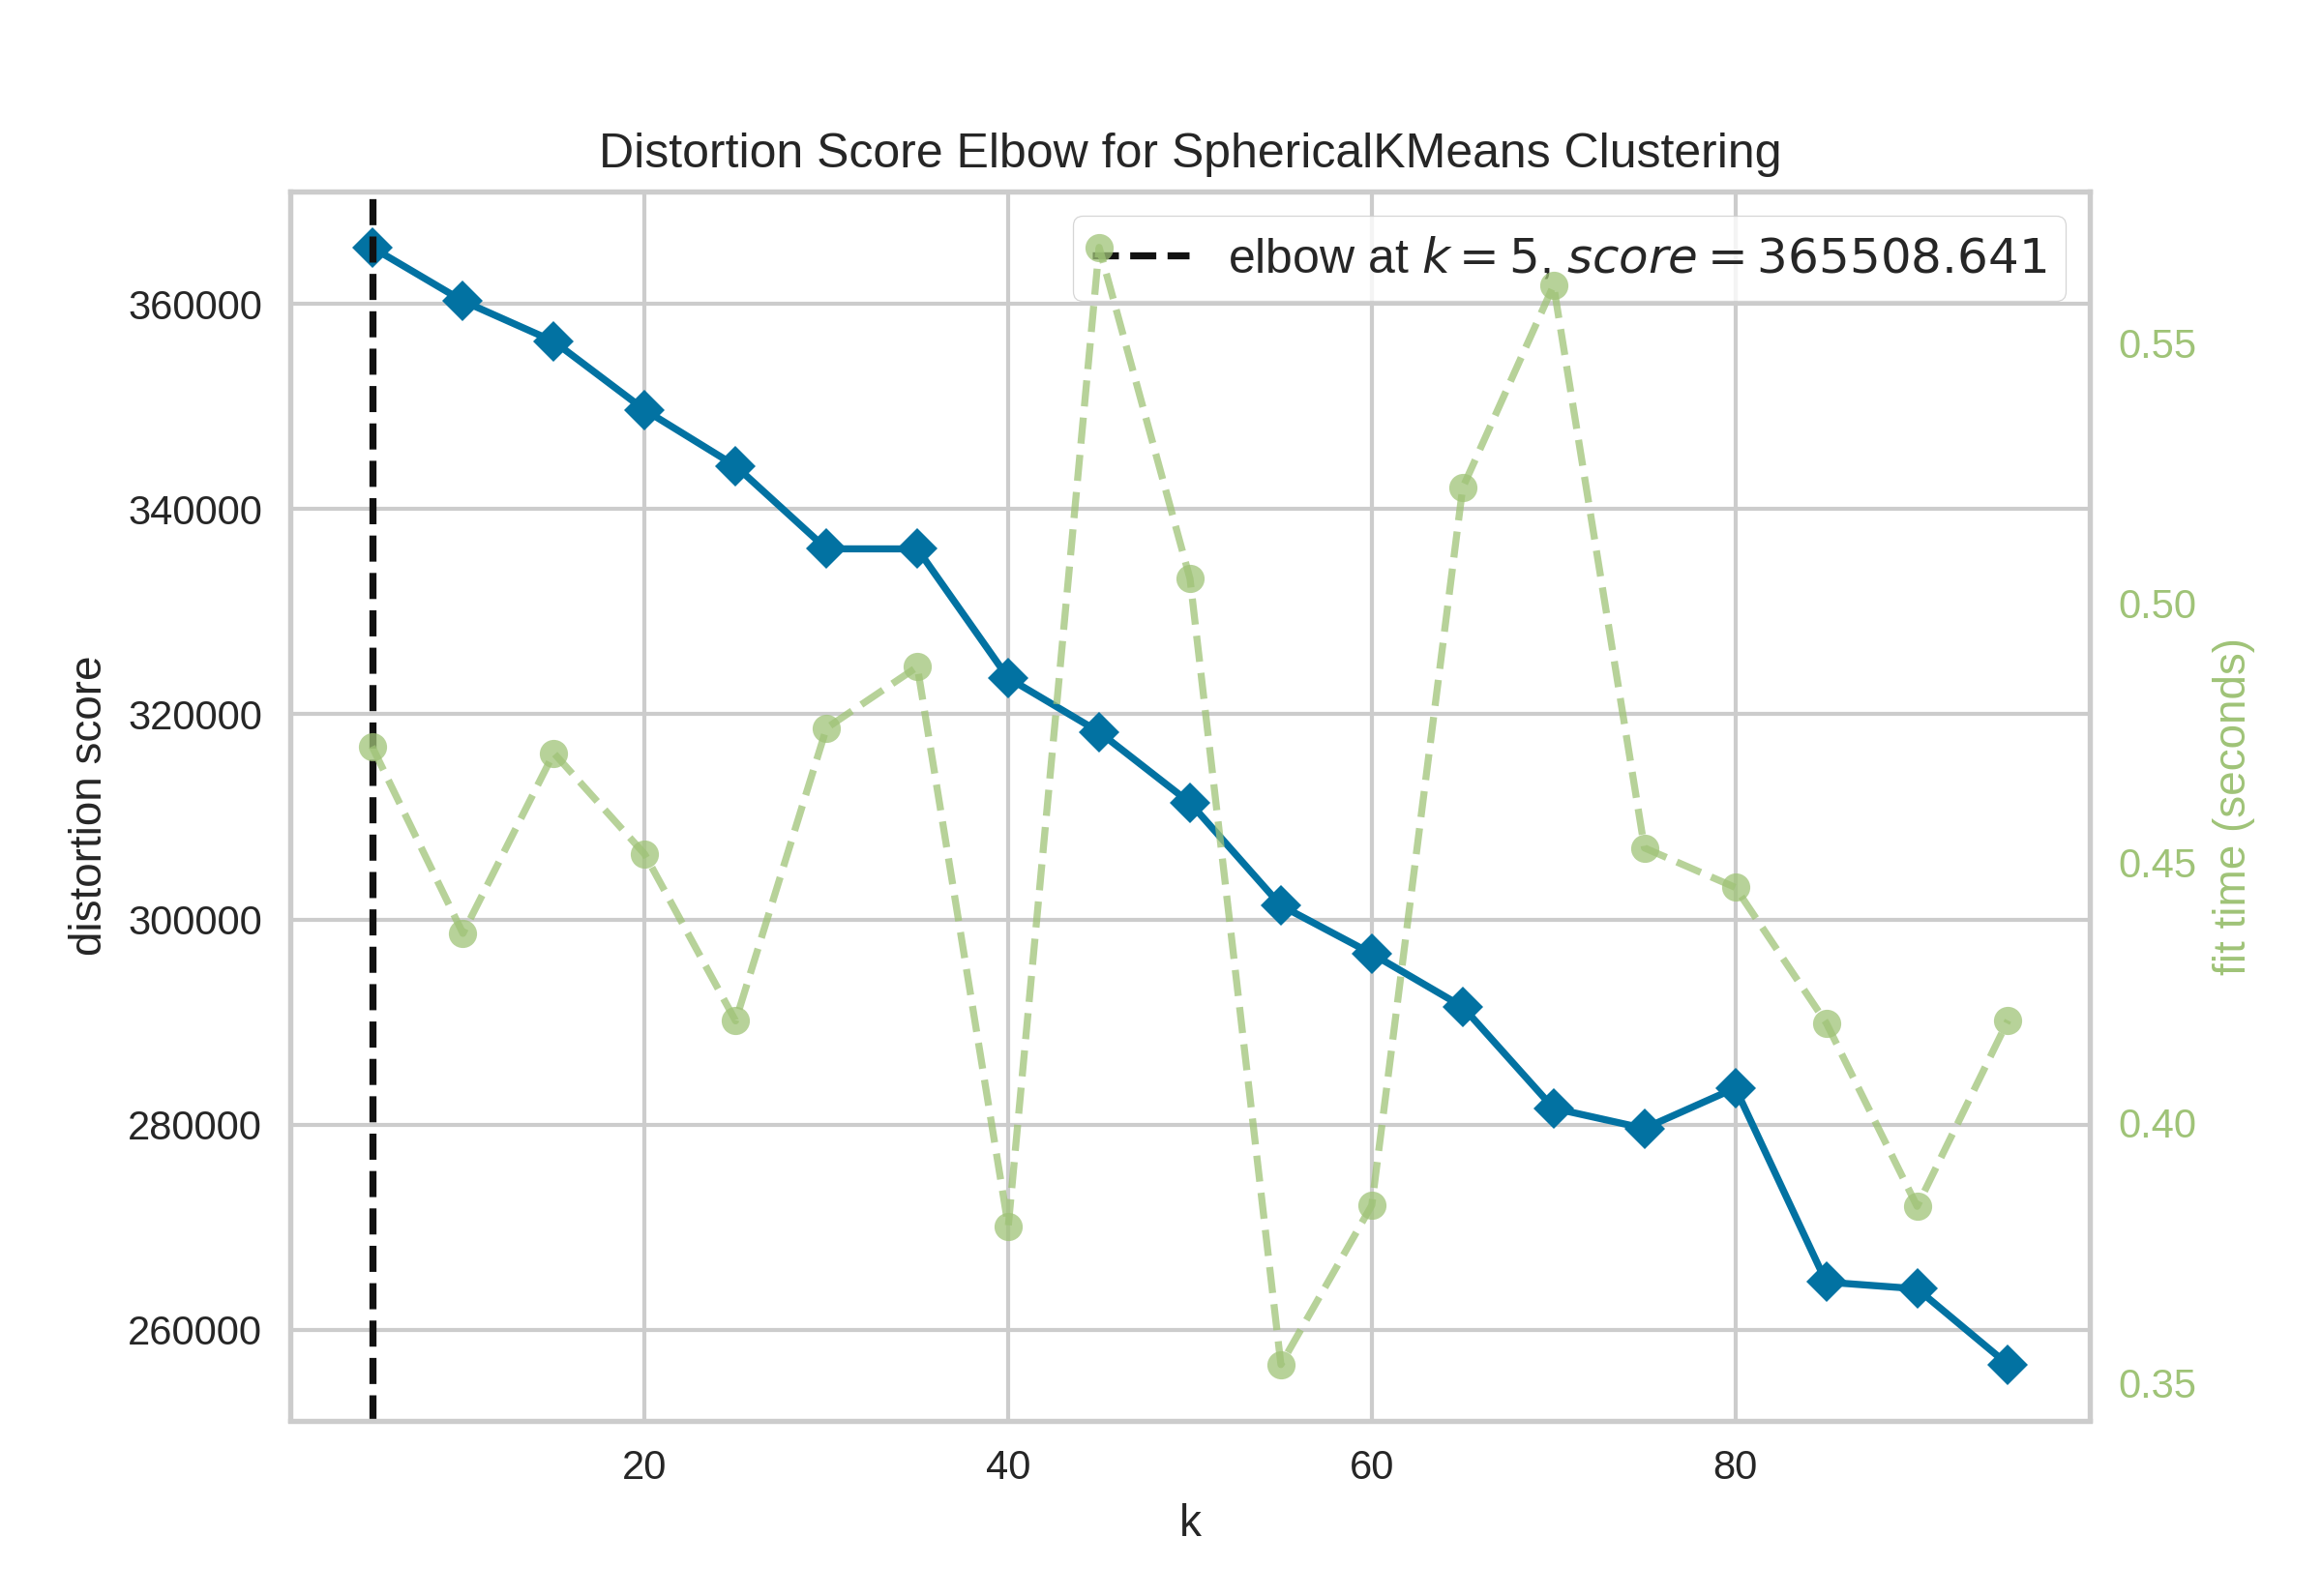 Distortion Score Elbow for SphericalKMeans Clustering
elbow at k = 5, score = 365508.641
distortion score
360000
340000
320000
300000
280000
260000
0.55
0.50
0.45
0.40
0.35
fit time (seconds)
20 40 60 80
k